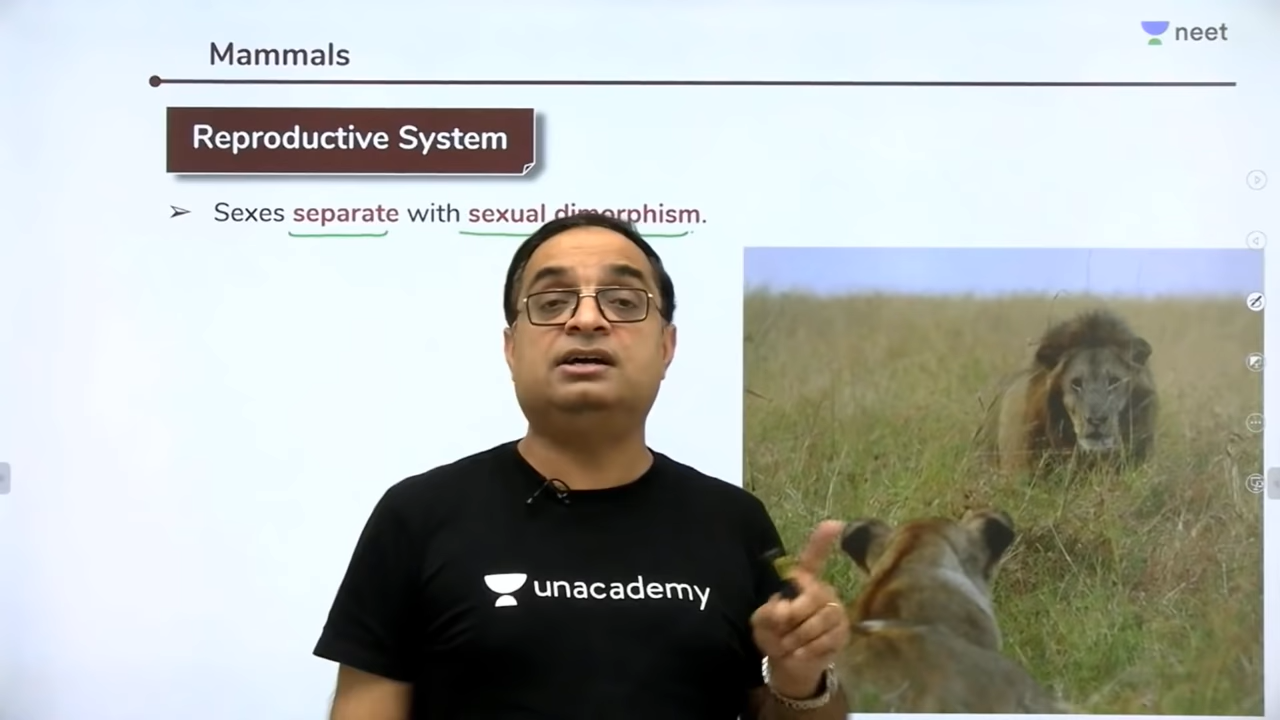 neet
Mammals
Reproductive System
➢ Sexes separate with sexual dimorphism.
unacademy